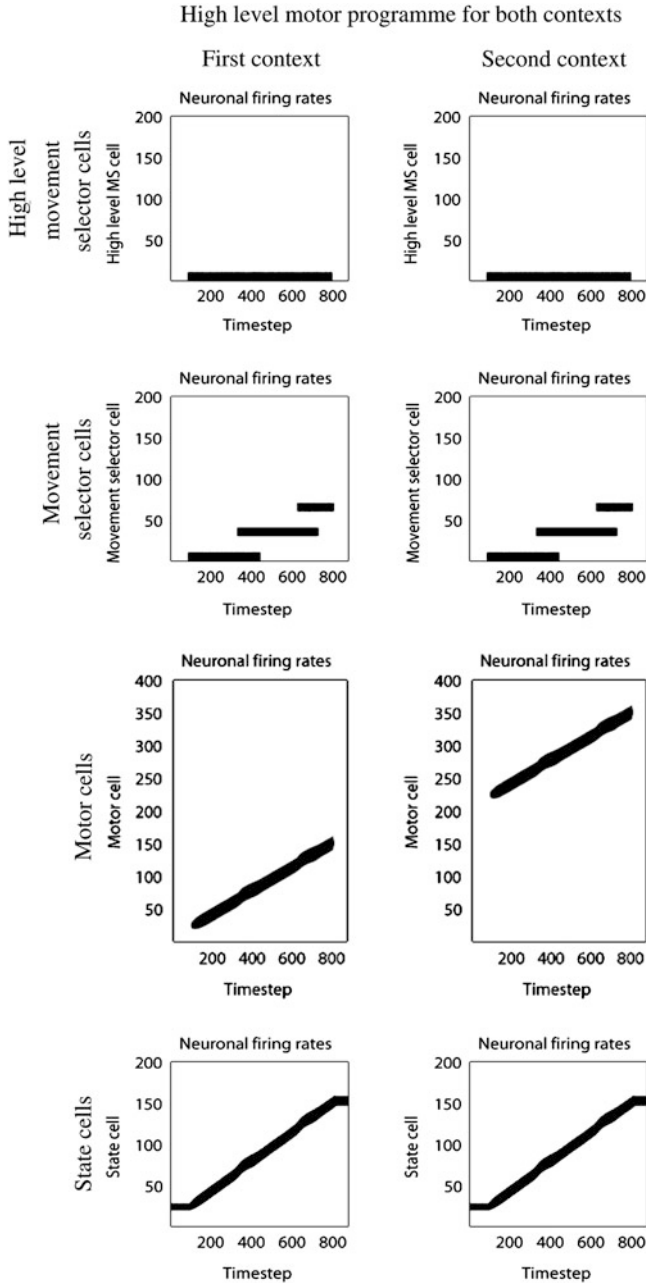 High level motor programme for both contexts
First context
Second context
High level
movement
selector cells
Neuronal firing rates
High level MS cell
200
150
100
50
200 400 600 800
Timestep
Neuronal firing rates
High level MS cell
200
150
100
50
200 400 600 800
Timestep
Movement
selector cells
Neuronal firing rates
Movement selector cell
200
150
100
50
200 400 600 800
Timestep
Neuronal firing rates
Movement selector cell
200
150
100
50
200 400 600 800
Timestep
Motor cells
Neuronal firing rates
Motor cell
400
350
300
250
200
150
100
50
200 400 600 800
Timestep
Neuronal firing rates
Motor cell
400
350
300
250
200
150
100
50
200 400 600 800
Timestep
State cells
Neuronal firing rates
State cell
200
150
100
50
200 400 600 800
Timestep
Neuronal firing rates
State cell
200
150
100
50
200 400 600 800
Timestep